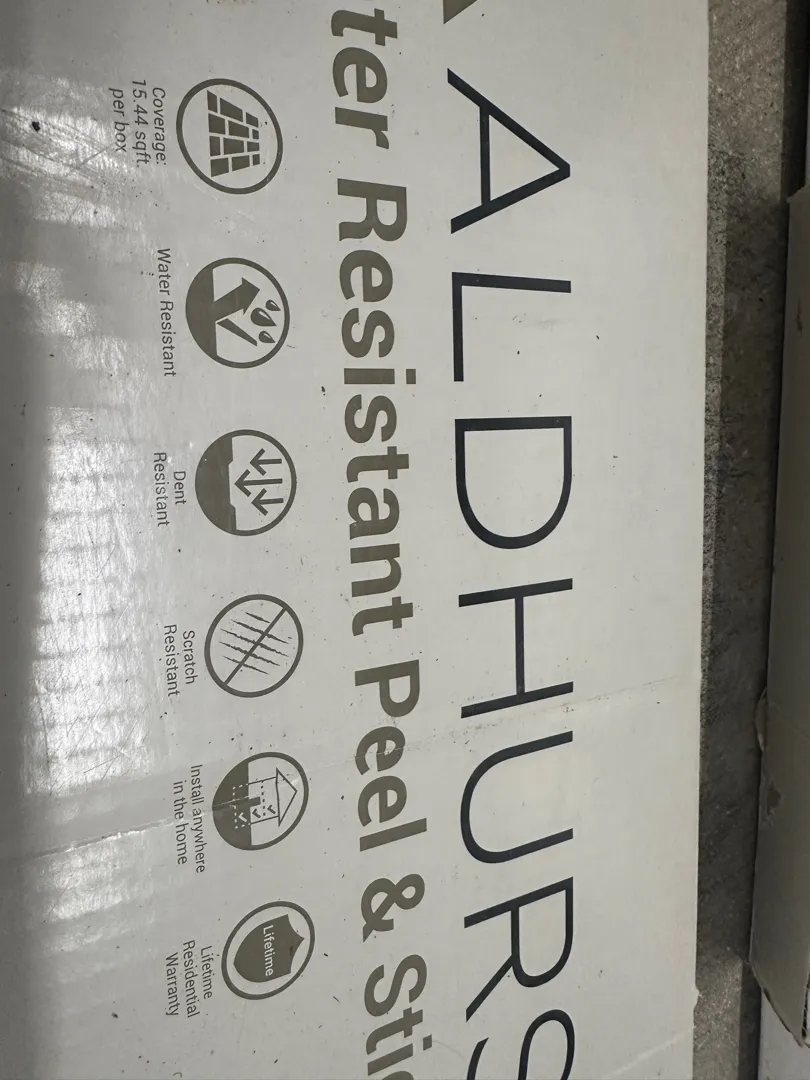 ALDHURS
ter Resistant Peel & Stic
Coverage:
15.44 sqft.
per box
Water Resistant
Dent
Resistant
Scratch
Resistant
Install anywhere
in the home
Lifetime
Lifetime
Residential
Warranty